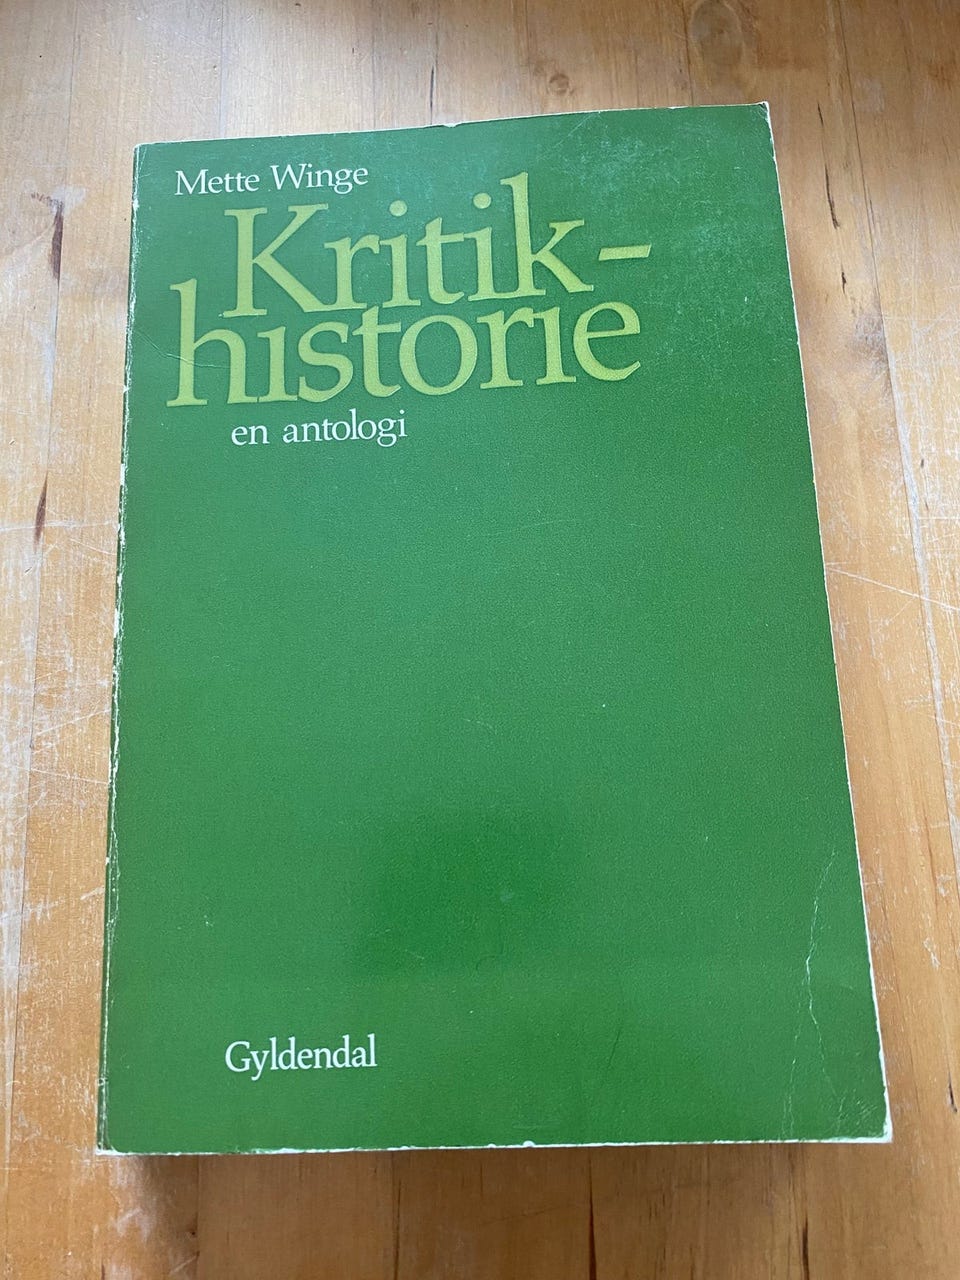 Mette Winge
Kritik-
historie
en antologi
Gyldendal